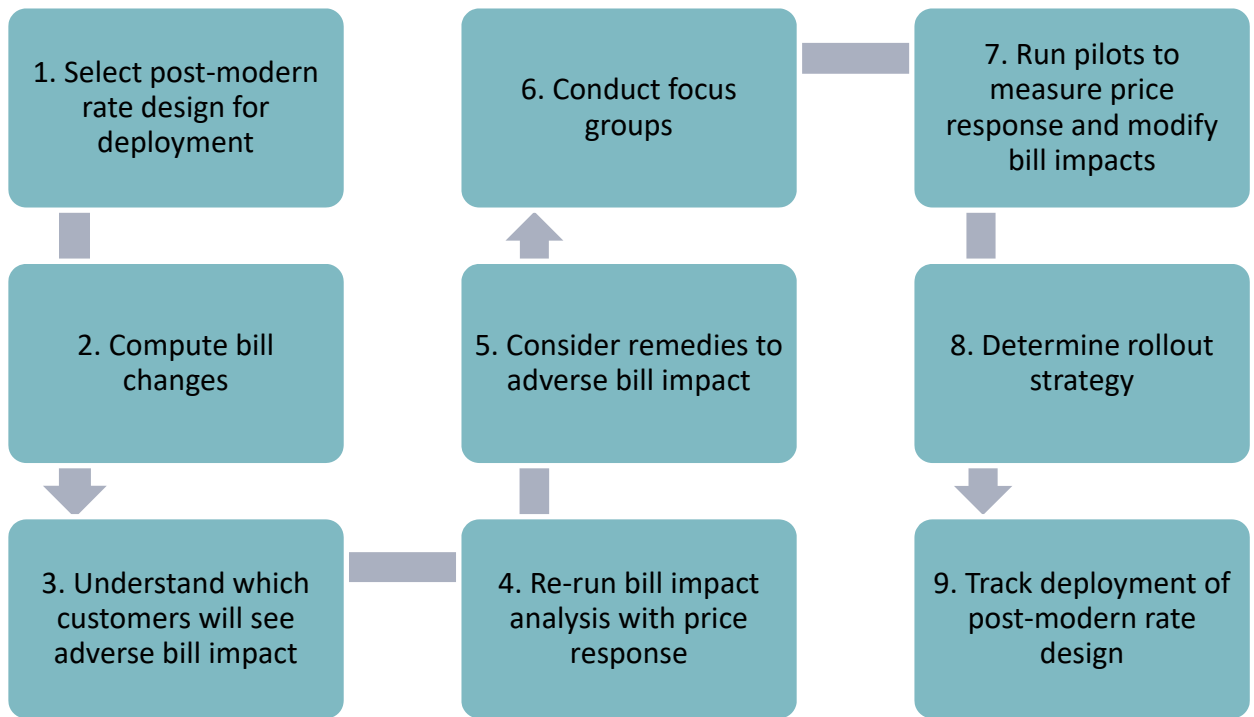 1. Select post-modern
rate design for
deployment
2. Compute bill
changes
3. Understand which
customers will see
adverse bill impact
4. Re-run bill impact
analysis with price
response
5. Consider remedies to
adverse bill impact
6. Conduct focus
groups
7. Run pilots to
measure price
response and modify
bill impacts
8. Determine rollout
strategy
9. Track deployment of
post-modern rate
design